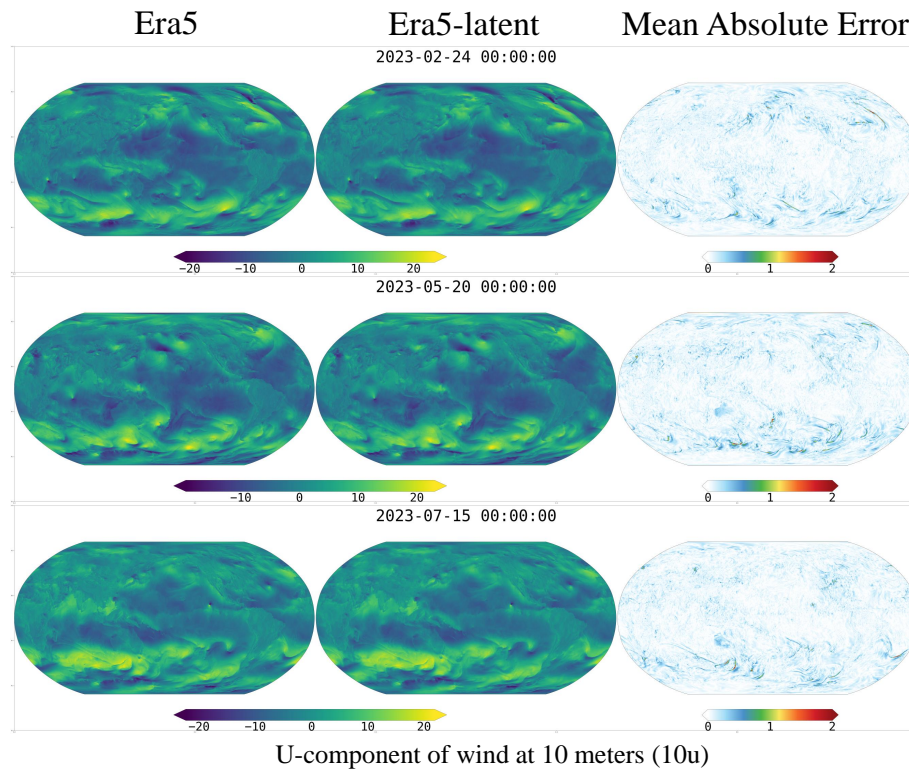 Era5 Era5-latent Mean Absolute Error
2023-02-24 00:00:00
−20 −10 0 10 20 0 1 2
2023-05-20 00:00:00
−10 0 10 20 0 1 2
2023-07-15 00:00:00
−20 −10 0 10 20 0 1 2
U-component of wind at 10 meters (10u)